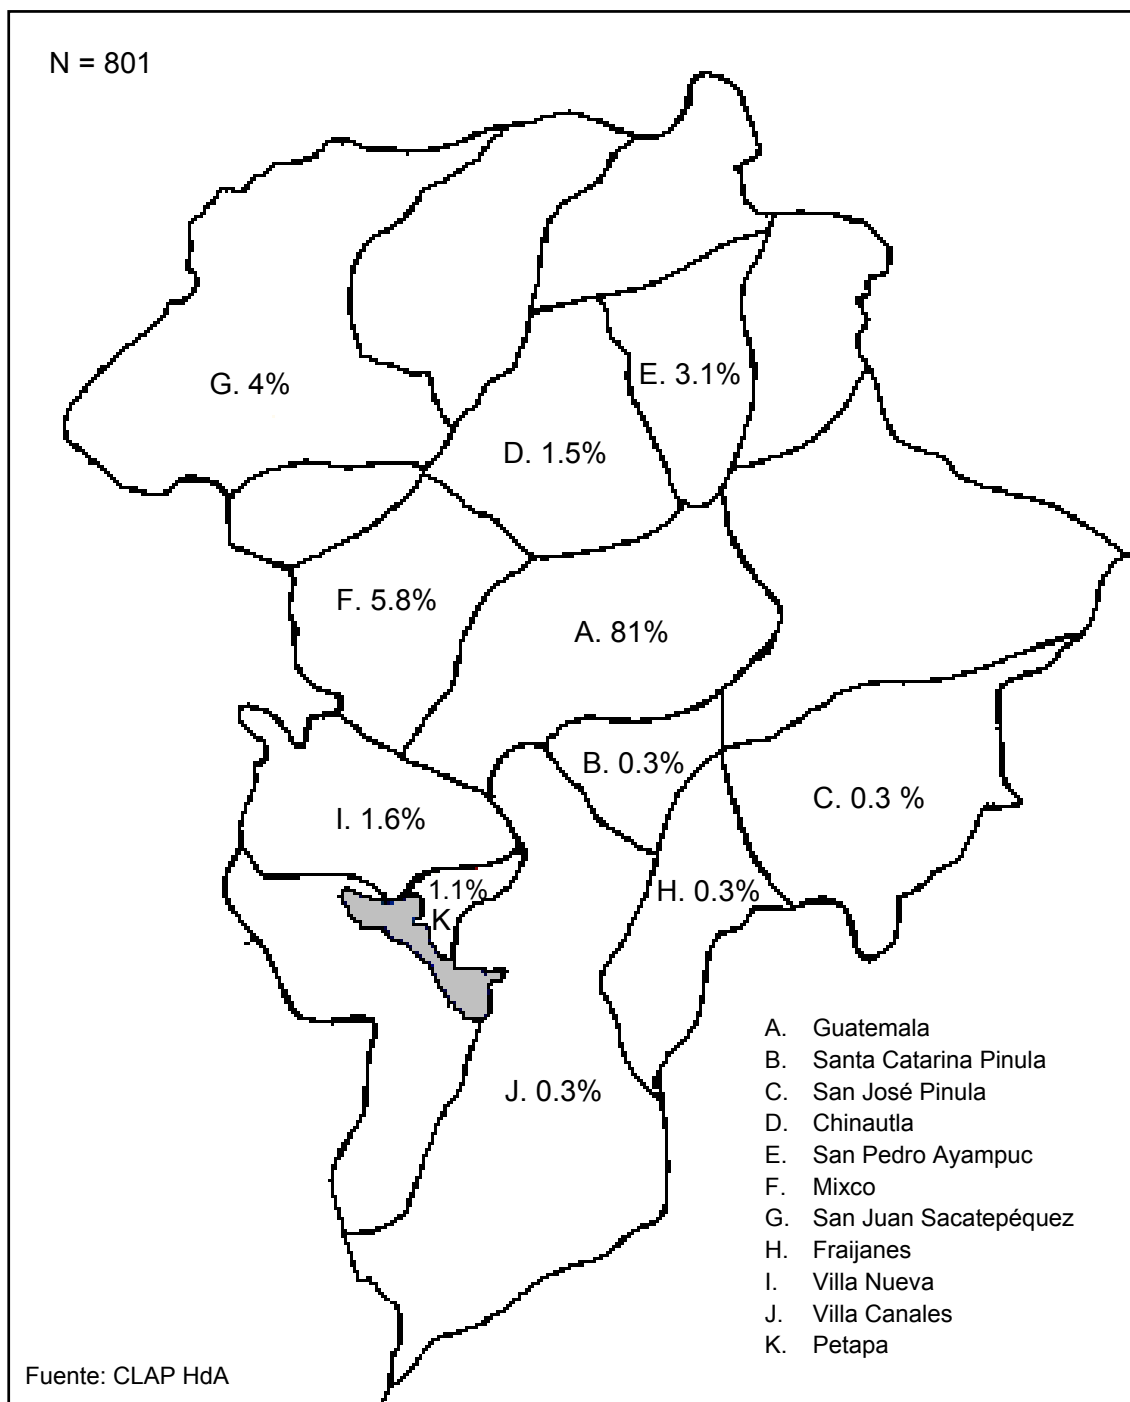 N = 801
E. 3.1%
G. 4%
D. 1.5%
F. 5.8%
A. 81%
B. 0.3%
C. 0.3 %
I. 1.6%
1.1%
K
H. 0.3%
J. 0.3%
A. Guatemala
B. Santa Catarina Pinula
C. San José Pinula
D. Chinautla
E. San Pedro Ayampuc
F. Mixco
G. San Juan Sacatepéquez
H. Fraijanes
I. Villa Nueva
J. Villa Canales
K. Petapa
Fuente: CLAP HdA